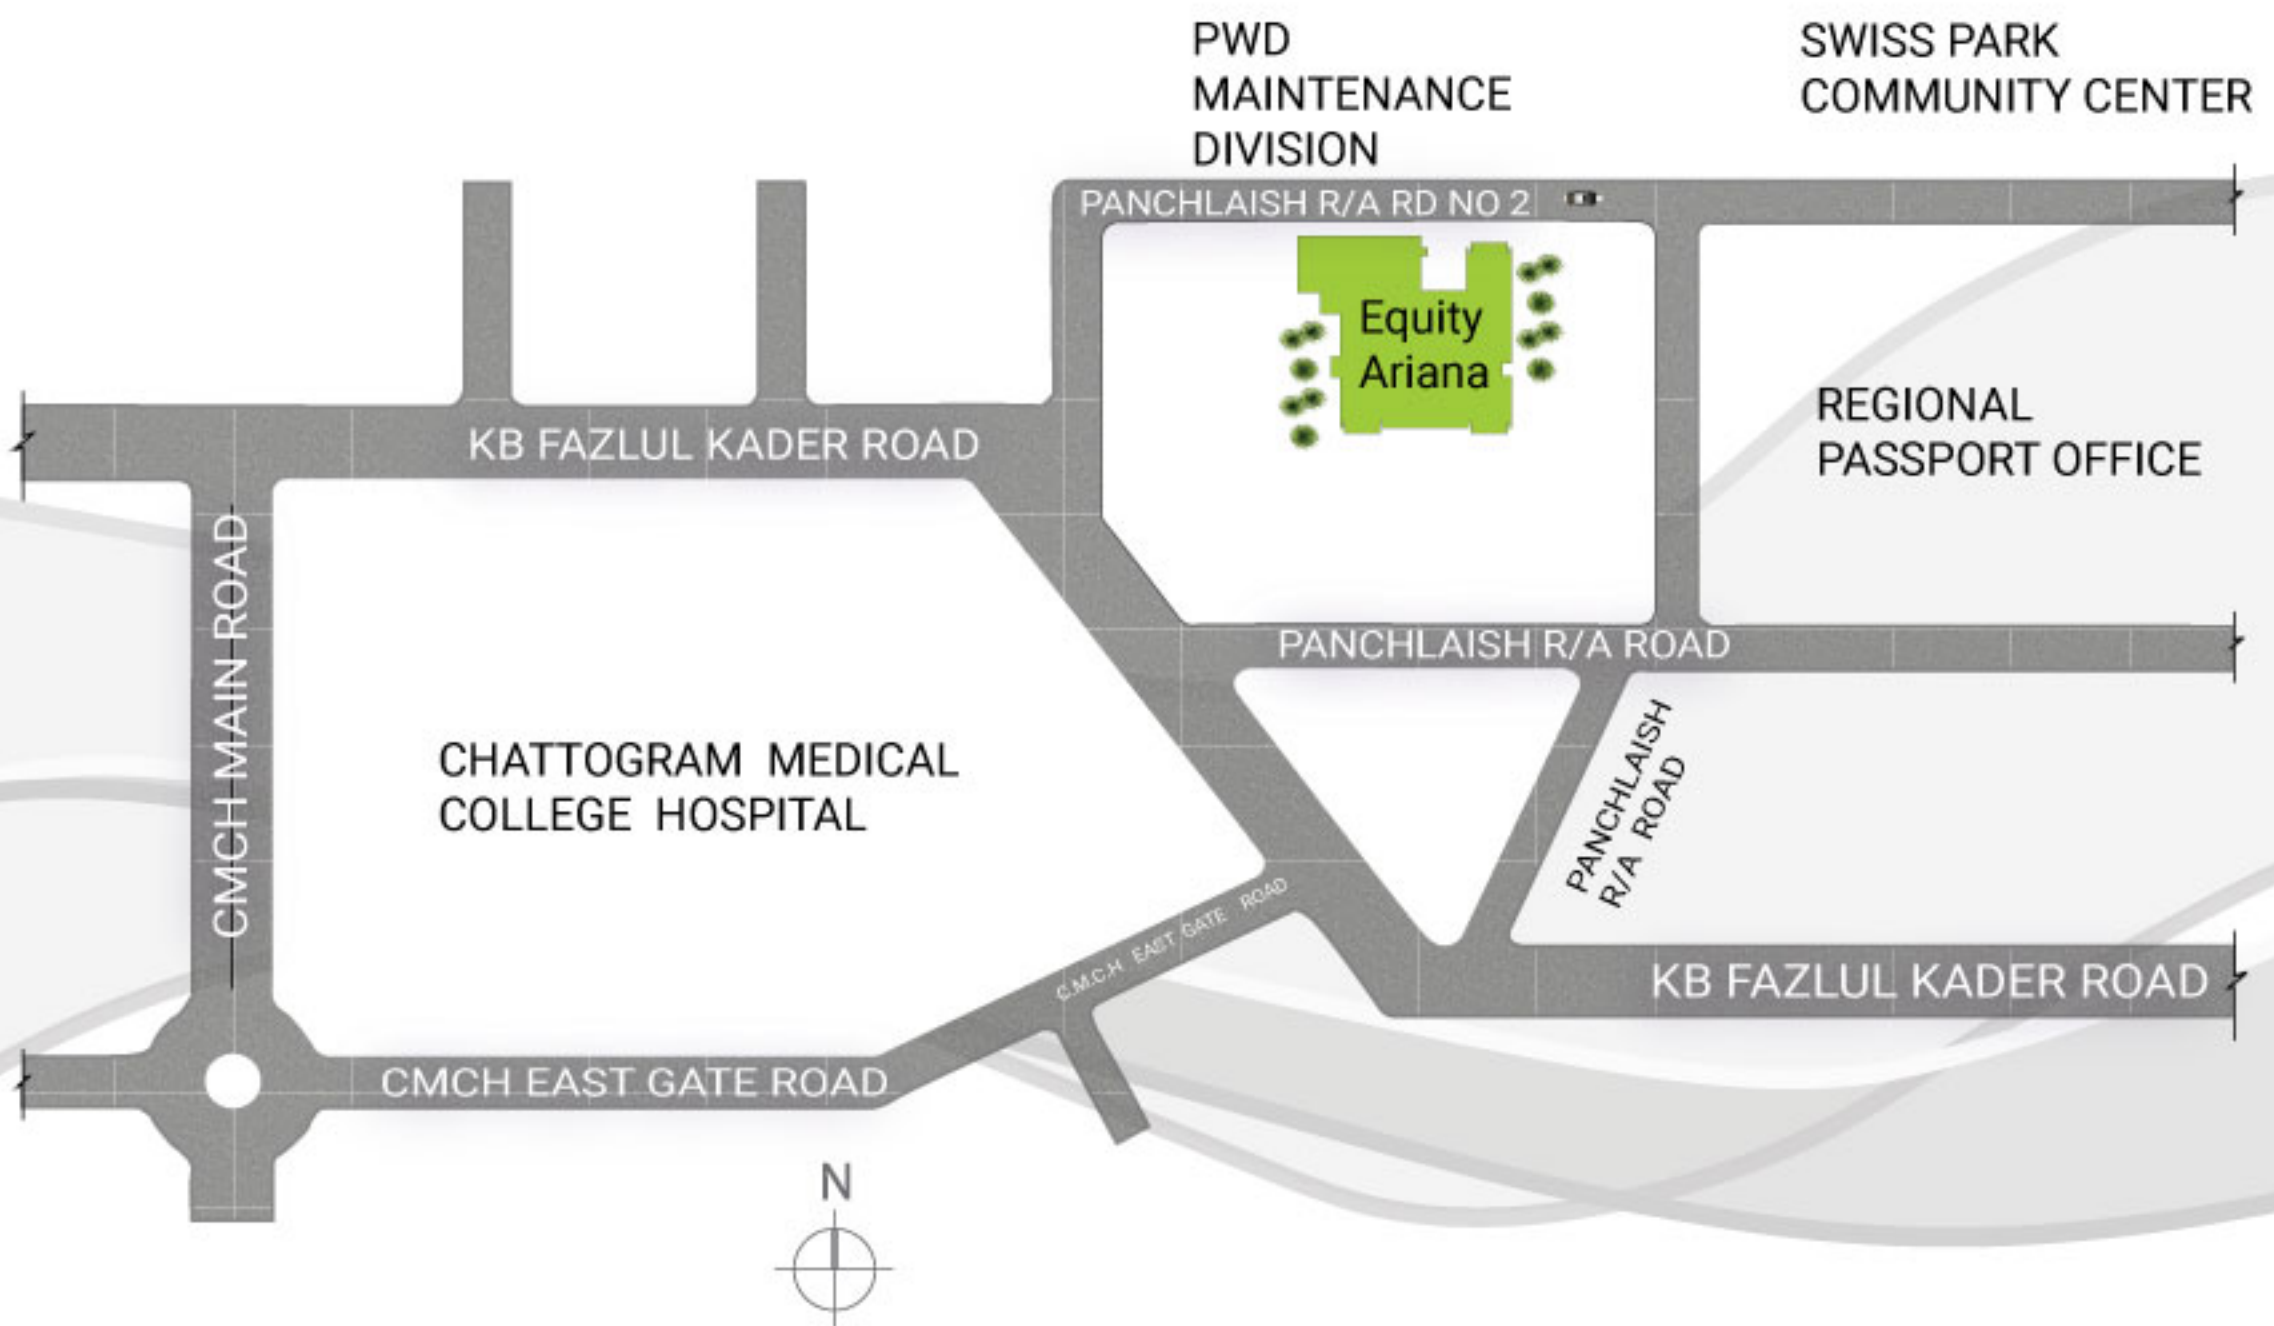 PWD
MAINTENANCE
DIVISION
SWISS PARK
COMMUNITY CENTER
PANCHLAISH R/A RD NO 2
Equity
Ariana
REGIONAL
PASSPORT OFFICE
KB FAZLUL KADER ROAD
CMCH MAIN ROAD
PANCHLAISH R/A ROAD
PANCHLAISH
R/A ROAD
CHATTOGRAM MEDICAL
COLLEGE HOSPITAL
C.M.C.H EAST GATE ROAD
KB FAZLUL KADER ROAD
CMCH EAST GATE ROAD
N